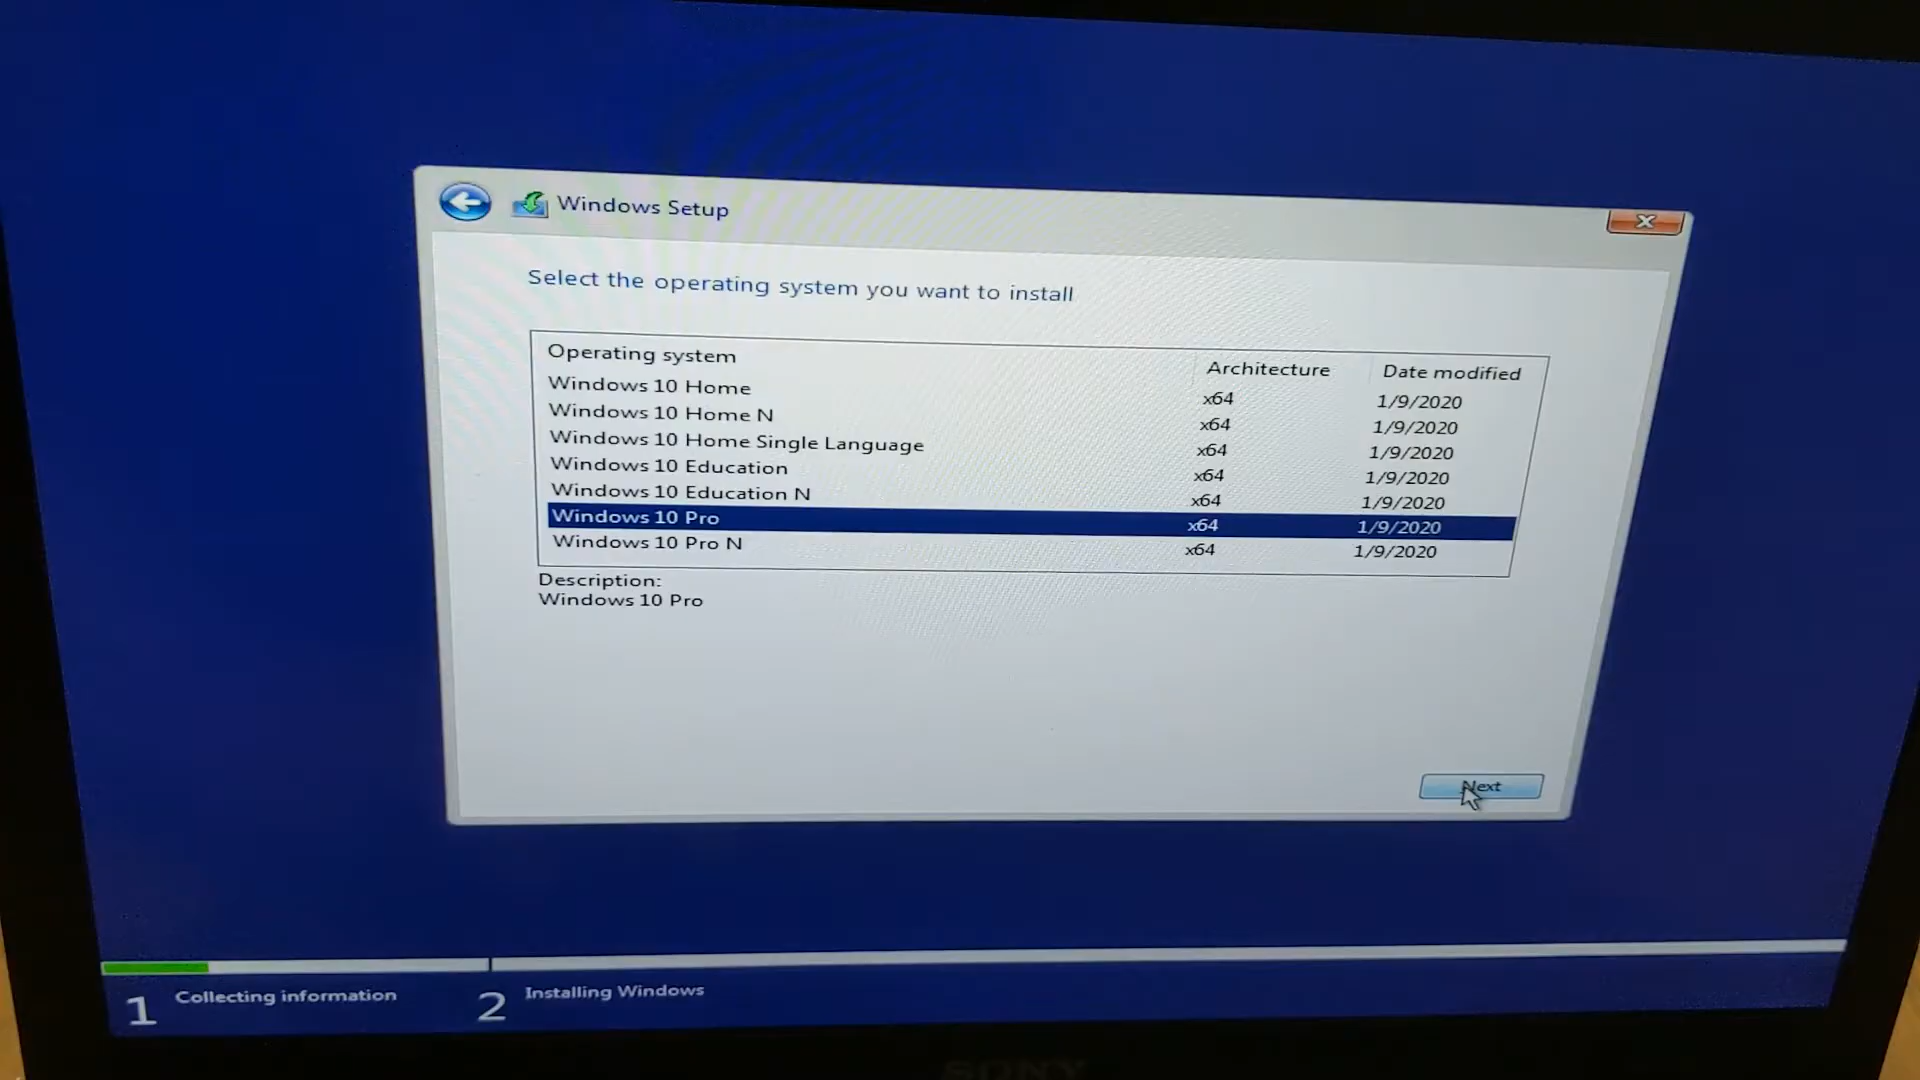 Windows Setup
X
Select the operating system you want to install
Operating system Architecture Date modified
Windows 10 Home x64 1/9/2020
Windows 10 Home N x64 1/9/2020
Windows 10 Home Single Language x64 1/9/2020
Windows 10 Education x64 1/9/2020
Windows 10 Education N x64 1/9/2020
Windows 10 Pro x64 1/9/2020
Windows 10 Pro N x64 1/9/2020
Description:
Windows 10 Pro
Next
1 Collecting information 2 Installing Windows
SONY